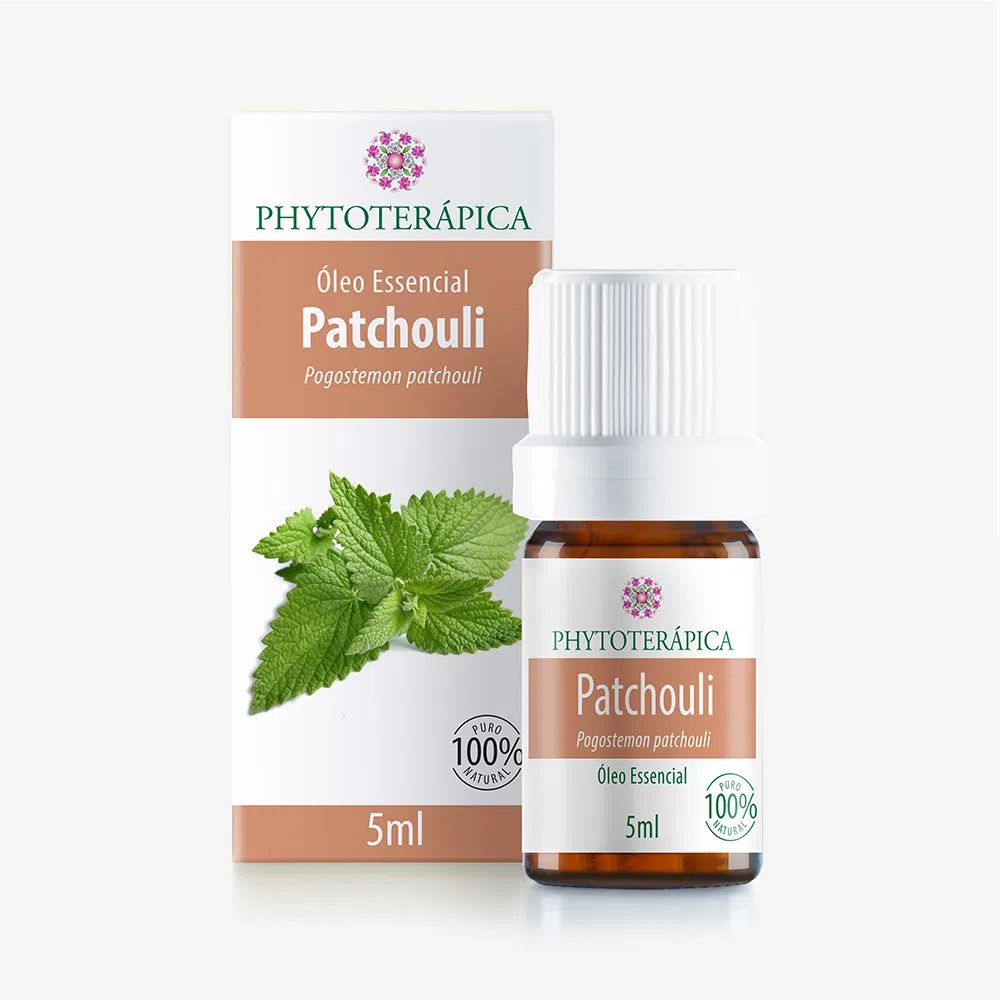 PHYTOTERÁPICA
Óleo Essencial
Patchouli
Pogostemon patchouli
PURO
100%
NATURAL
5ml
PHYTOTERÁPICA
Patchouli
Pogostemon patchouli
Óleo Essencial
5ml
PURO
100%
NATURAL